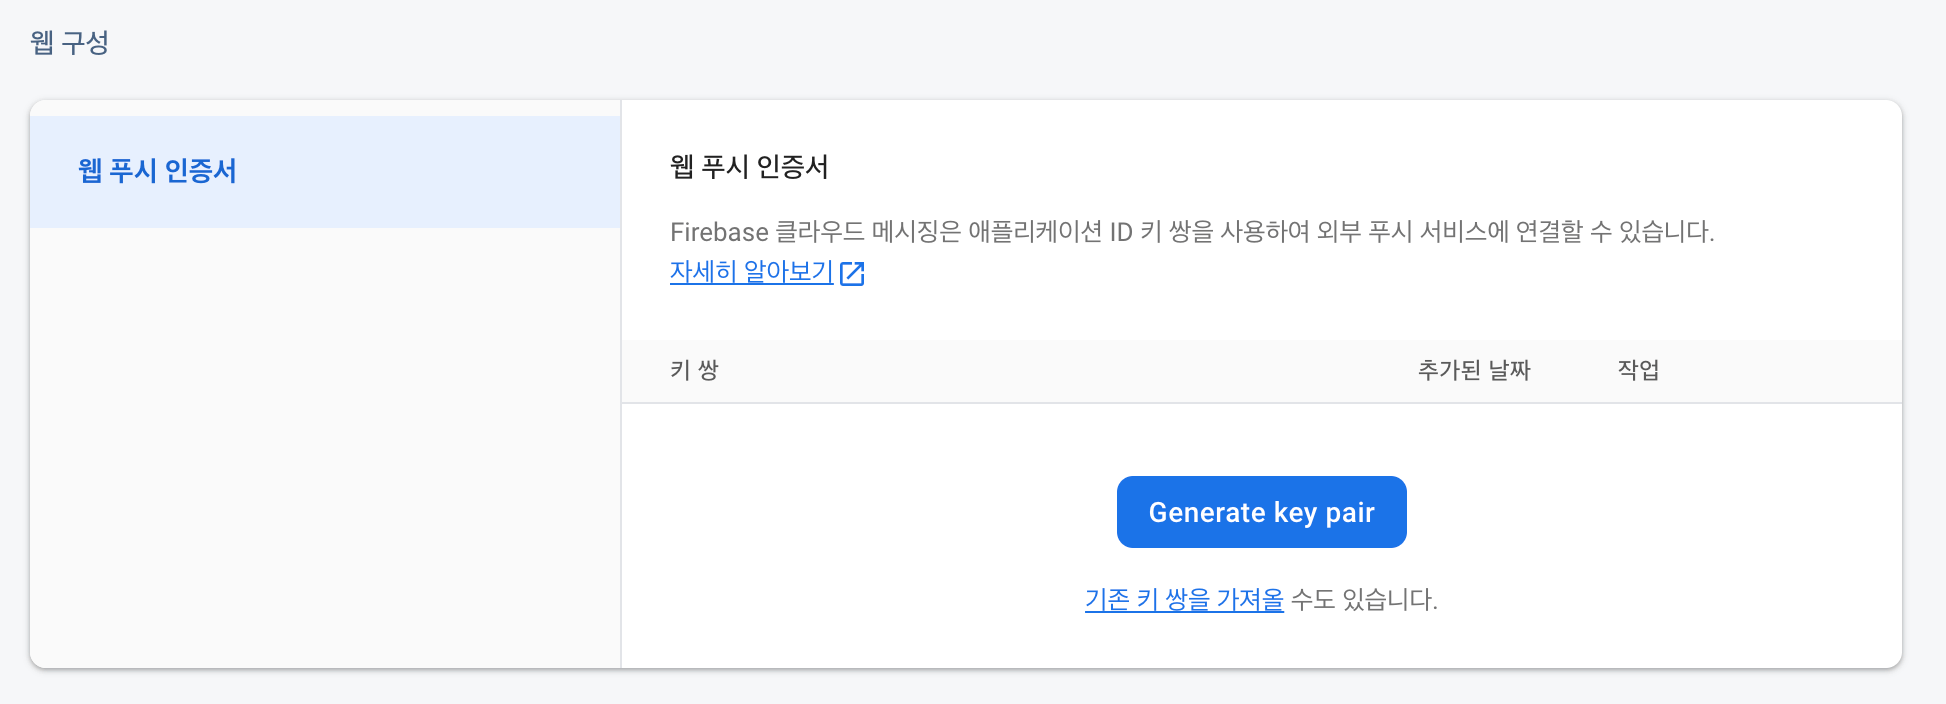 웹 구성
웹 푸시 인증서
웹 푸시 인증서
Firebase 클라우드 메시징은 애플리케이션 ID 키 쌍을 사용하여 외부 푸시 서비스에 연결할 수 있습니다.
자세히 알아보기
키 쌍 추가된 날짜 작업
Generate key pair
기존 키 쌍을 가져올 수도 있습니다.